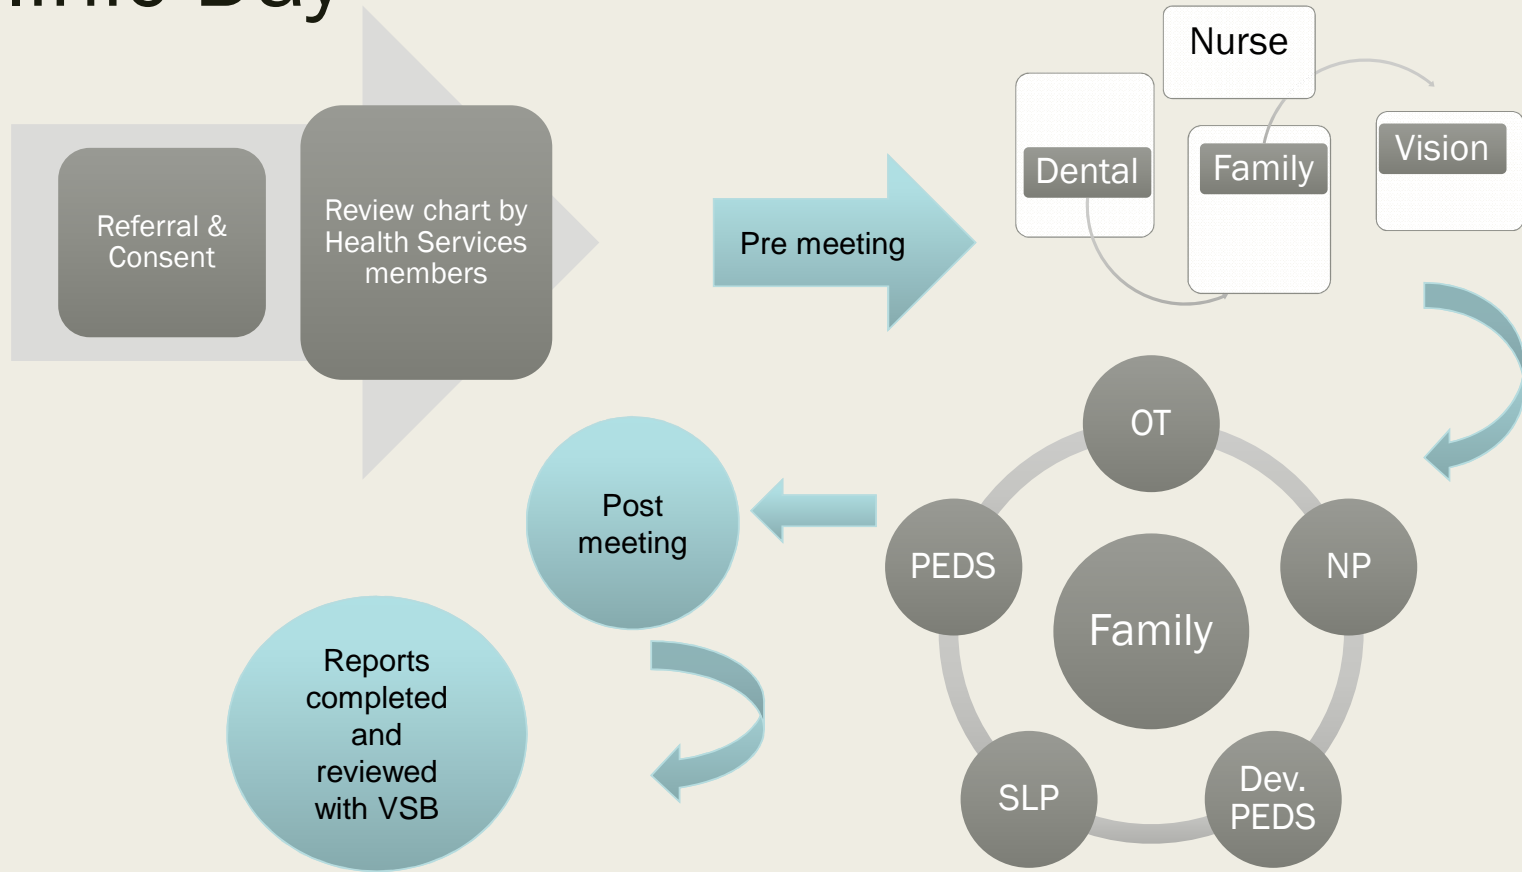 Day
Referral &
Consent
Review chart by
Health Services
members
Pre meeting
Nurse
Dental
Family
Vision
OT
PEDS
NP
Family
SLP
Dev.
PEDS
Post
meeting
Reports
completed
and
reviewed
with VSB